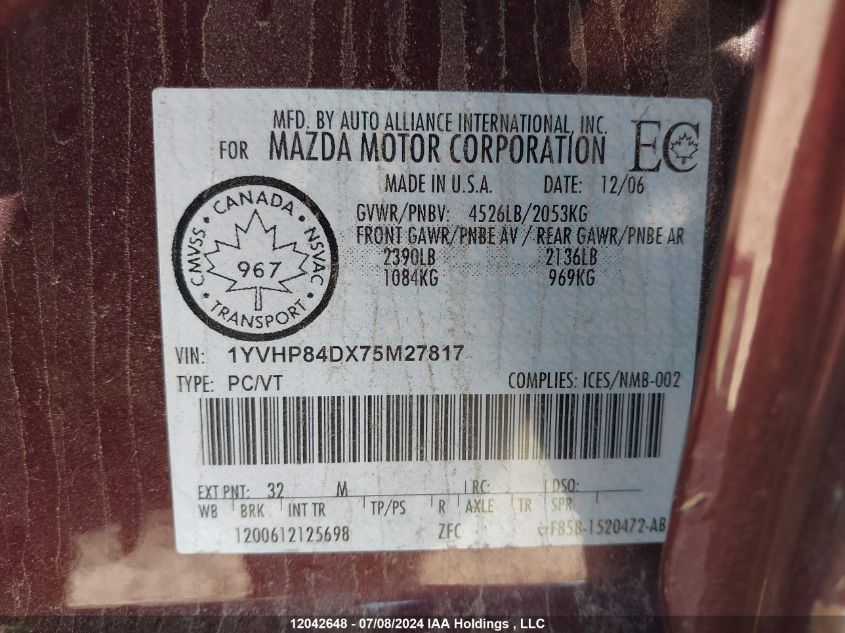 MFD. BY AUTO ALLIANCE INTERNATIONAL, INC.
FOR MAZDA MOTOR CORPORATION EC
MADE IN U.S.A. DATE: 12/06
GVWR/PNBV: 4526LB/2053KG
FRONT GAWR/PNBE AV / REAR GAWR/PNBE AR
2390LB 2136LB
1084KG 969KG
CANADA
CMVSS 967 NSVAC
TRANSPORT
VIN: 1YVHP84DX75M27817
TYPE: PC/VT COMPLIES: ICES/NMB-002
EXT PNT: 32 M RC: DSO:
WB BRK INT TR TP/PS R AXLE TR SPR
1200612125698 ZFC F85B-1520472-AB
12042648 - 07/08/2024 IAA Holdings , LLC